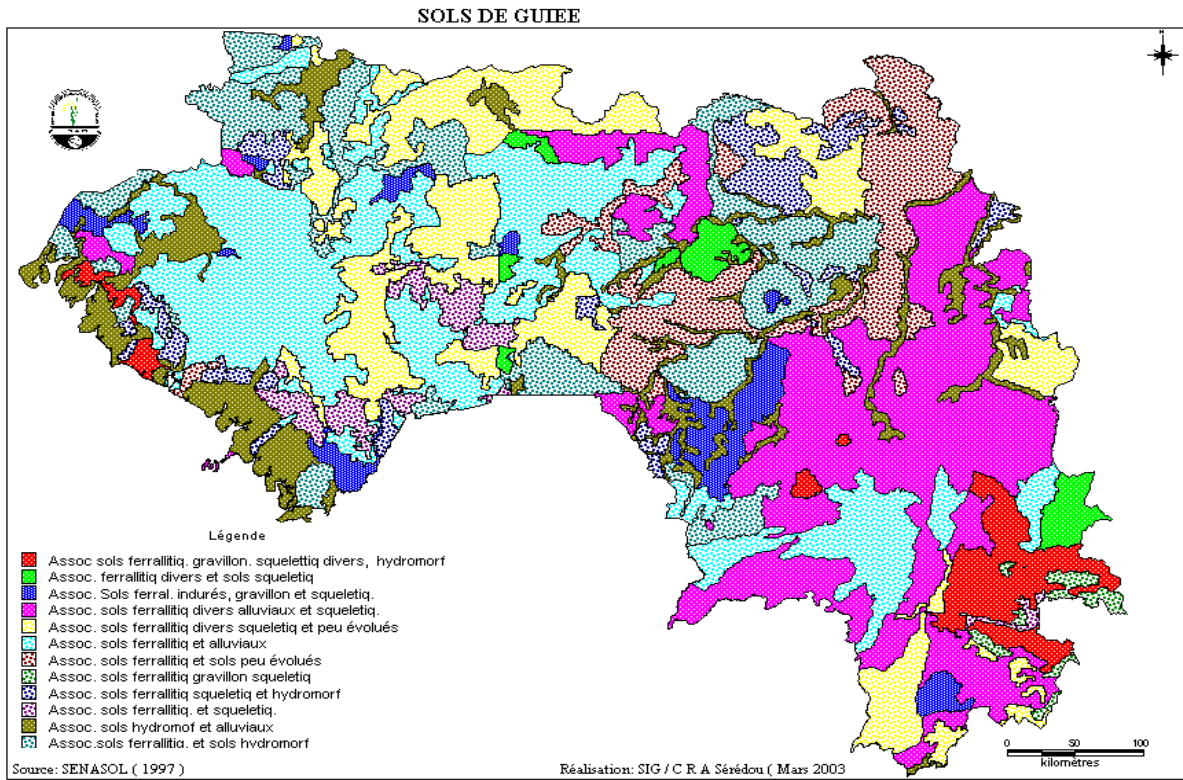 SOLS DE GUIEE
N
Légende
Assoc sols ferrallitiq. gravillon. squelettiq divers, hydromorf
Assoc. ferrallitiq divers et sols squeletiq
Assoc. Sols ferral. indurés, gravillon et squeletiq.
Assoc. sols ferrallitiq divers alluviaux et squeletiq.
Assoc. sols ferrallitiq divers squeletiq et peu évolués
Assoc. sols ferrallitiq et alluviaux
Assoc. sols ferrallitiq et sols peu évolués
Assoc. sols ferrallitiq gravillon squeletiq
Assoc. sols ferrallitiq squeletiq et hydromorf
Assoc. sols ferrallitiq. et squeletiq.
Assoc. sols hydromof et alluviaux
Assoc.sols ferrallitiq. et sols hydromorf
0 50 100
kilomètres
Source: SENASOL ( 1997 ) Réalisation: SIG / C R A Sérédou ( Mars 2003